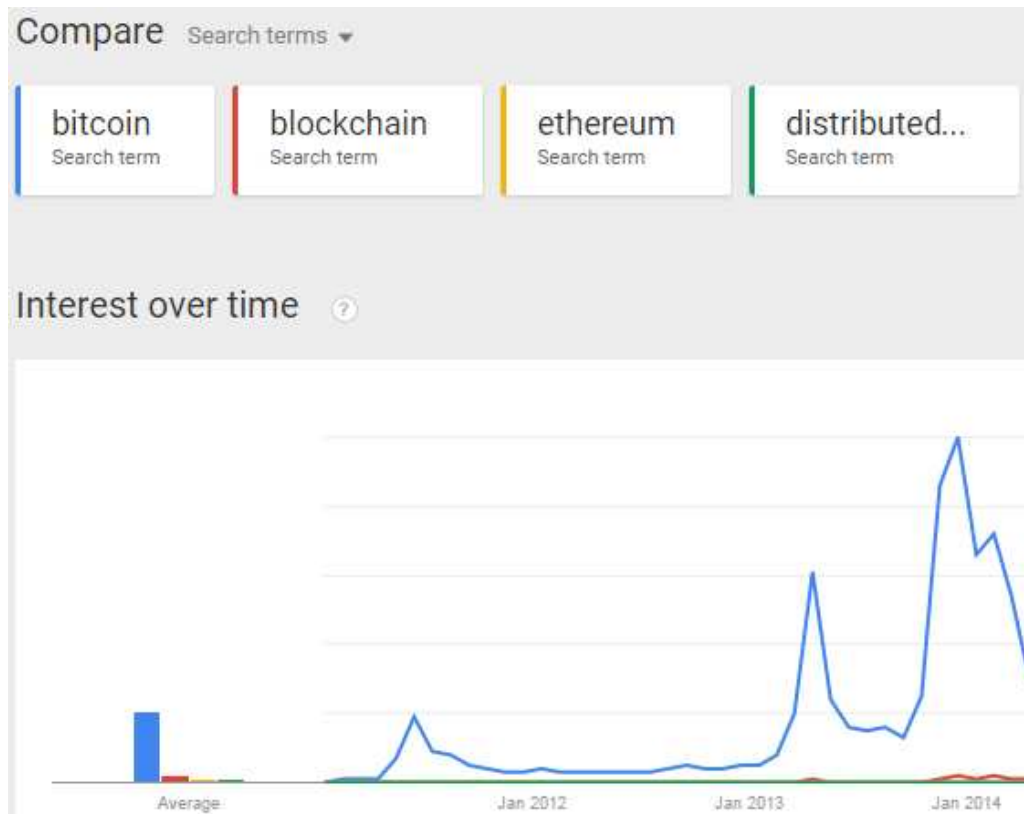 Compare Search terms
bitcoin blockchain ethereum distributed...
Search term Search term Search term Search term
Interest over time ?
Average Jan 2012 Jan 2013 Jan 2014